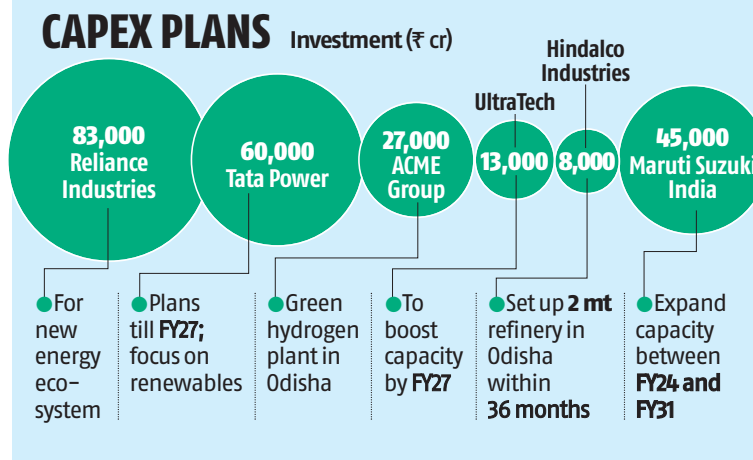 CAPEX PLANS Investment (₹ cr)
83,000
Reliance
Industries
60,000
Tata Power
27,000
ACME
Group
UltraTech
13,000
Hindalco
Industries
8,000
45,000
Maruti Suzuki
India
For
new
energy
eco-
system
Plans
till FY27;
focus on
renewables
Green
hydrogen
plant in
Odisha
To
boost
capacity
by FY27
Set up 2 mt
refinery in
Odisha
within
36 months
Expand
capacity
between
FY24 and
FY31